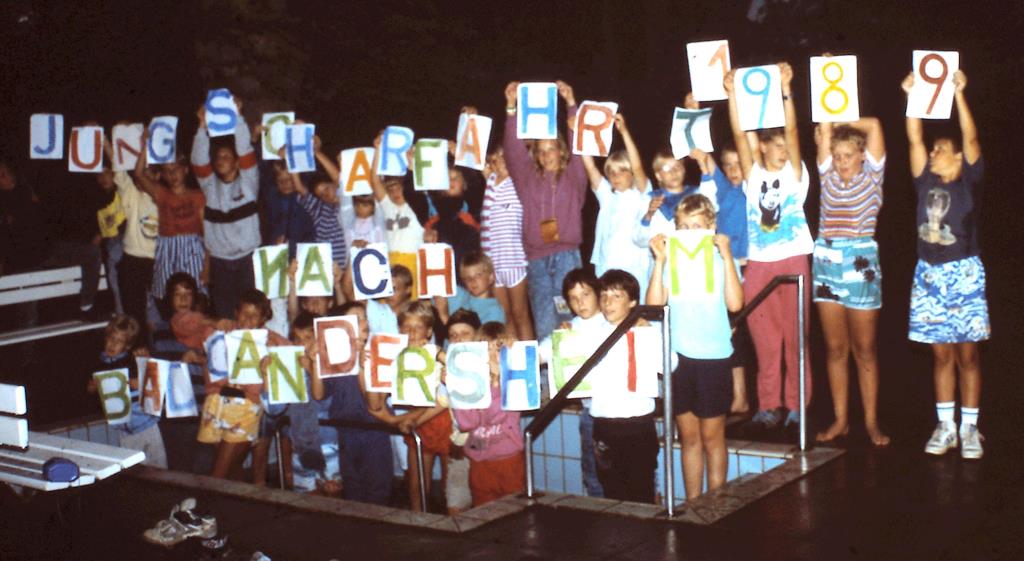 JUNGSCHARFAHRT 1989
NACH
BAD GANDERSHEIM